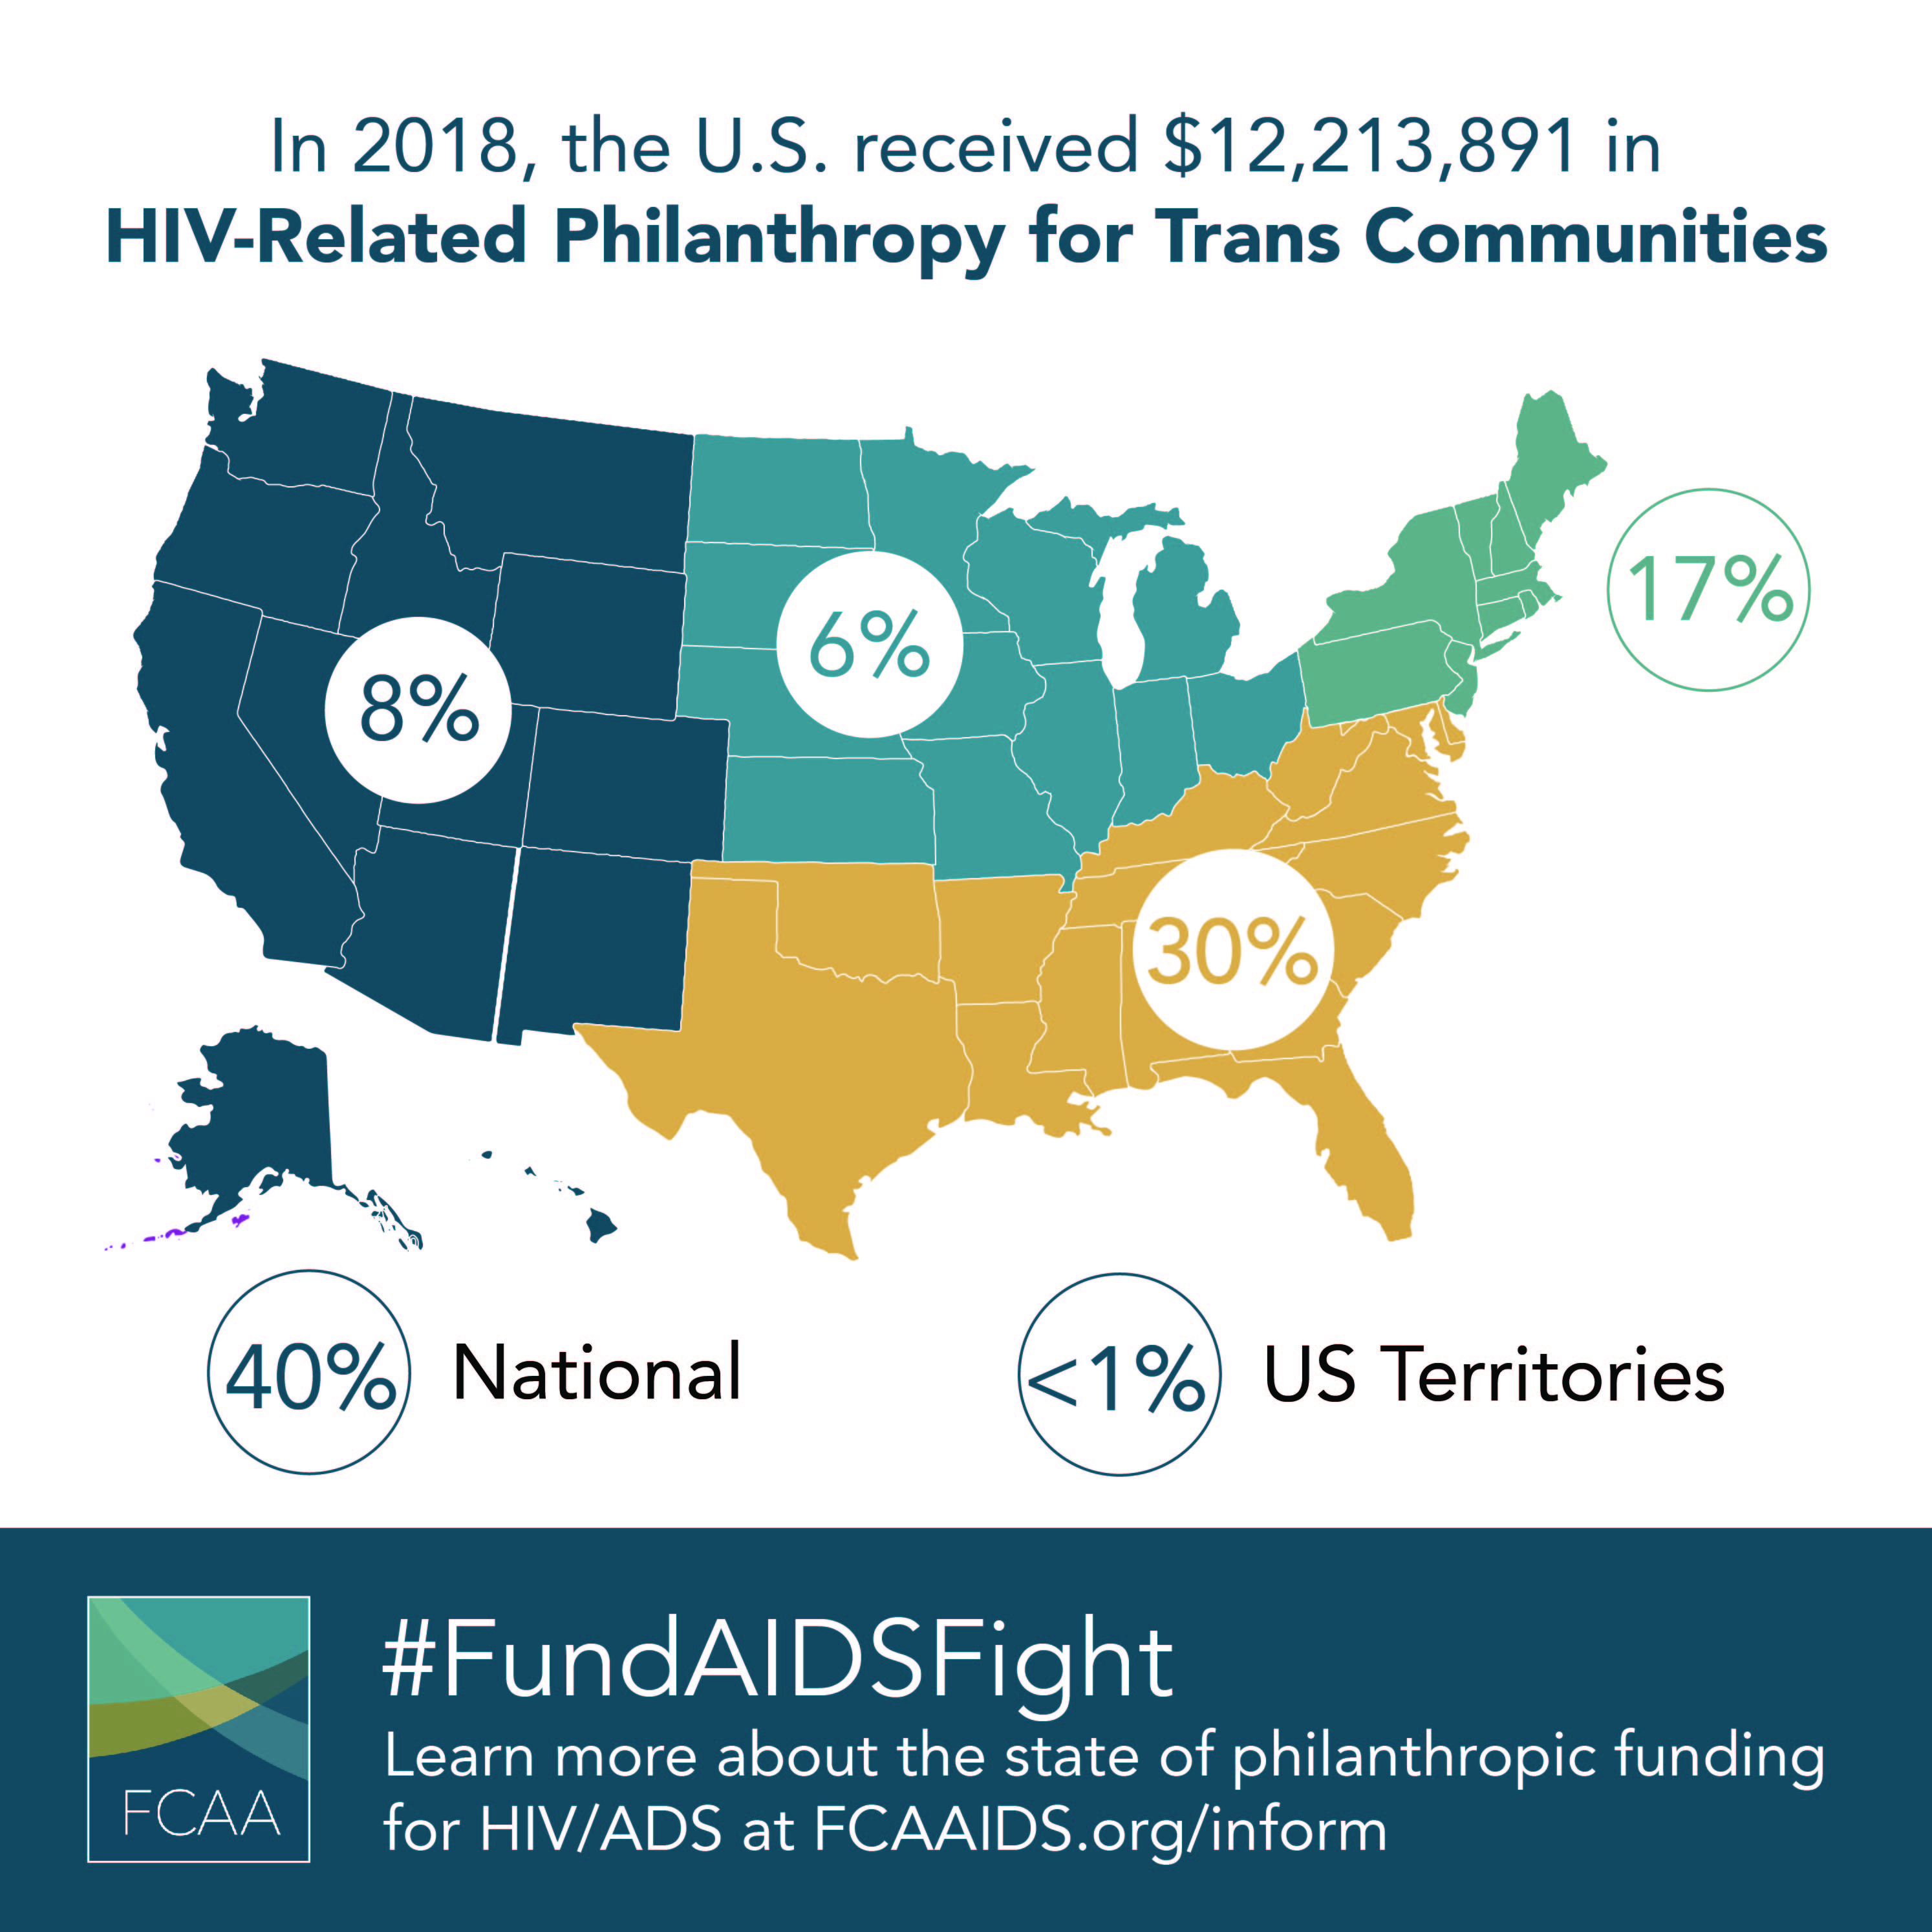 In 2018, the U.S. received $12,213,891 in
HIV-Related Philanthropy for Trans Communities
17%
6%
8%
30%
40% National
<1% US Territories
#FundAIDSFight
Learn more about the state of philanthropic funding
for HIV/ADS at FCAAIDS.org/inform
FCAA